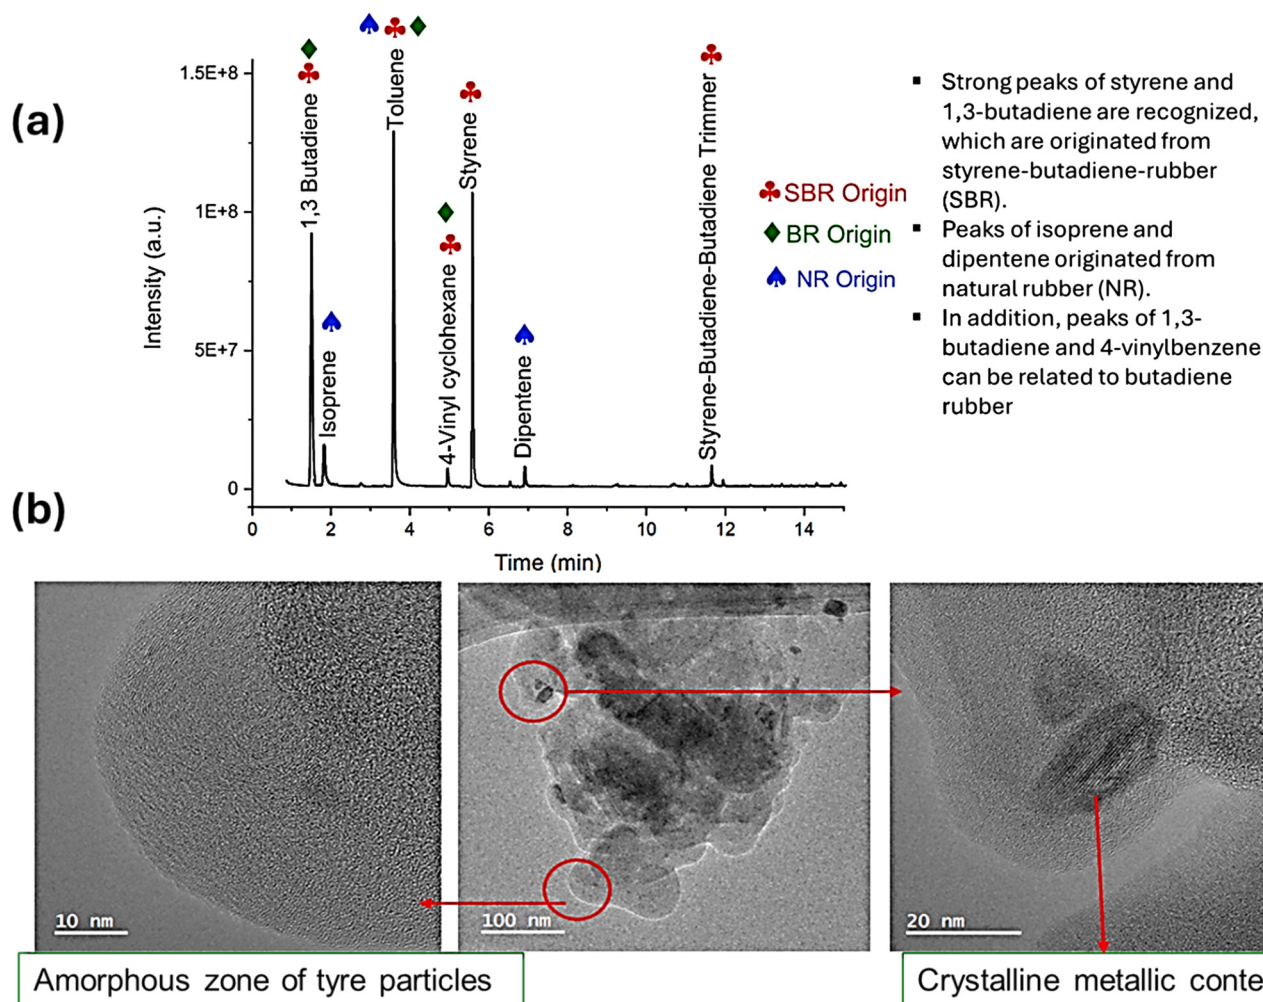 (a)
Intensity (a.u.)
1.5E+8
1E+8
5E+7
0
1,3 Butadiene
Isoprene
Toluene
4-Vinyl cyclohexane
Styrene
Dipentene
Styrene-Butadiene-Butadiene Trimmer
SBR Origin
BR Origin
NR Origin
0 2 4 6 8 10 12 14
Time (min)
▪ Strong peaks of styrene and
1,3-butadiene are recognized,
which are originated from
styrene-butadiene-rubber
(SBR).
▪ Peaks of isoprene and
dipentene originated from
natural rubber (NR).
▪ In addition, peaks of 1,3-
butadiene and 4-vinylbenzene
can be related to butadiene
rubber
(b)
10 nm
100 nm
20 nm
Amorphous zone of tyre particles
Crystalline metallic conte